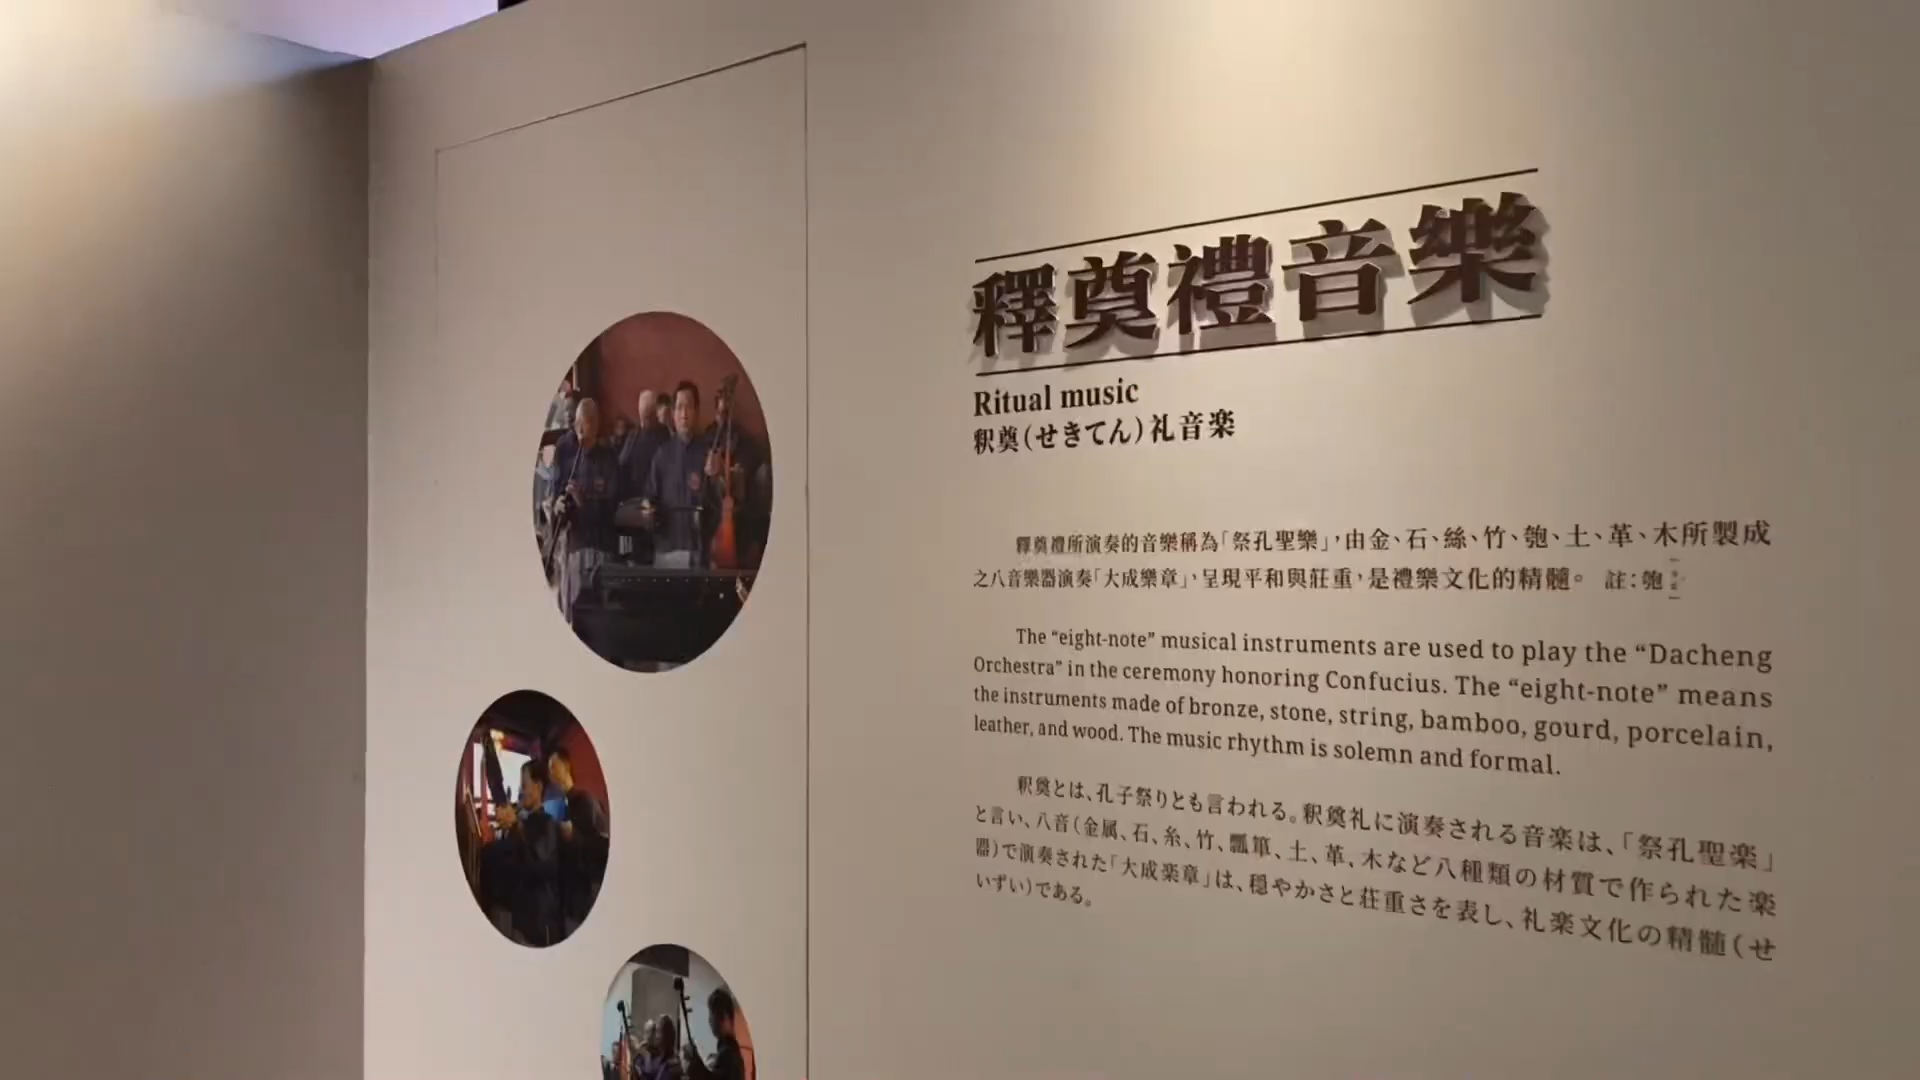 釋奠禮音樂
Ritual music
釈奠(せきてん)礼音楽
釋奠禮所演奏的音樂稱為「祭孔聖樂」,由金、石、絲、竹、匏、土、革、木所製成
之八音樂器演奏「大成樂章」,呈現平和與莊重,是禮樂文化的精髓。 註:匏
The “eight-note” musical instruments are used to play the “Dacheng
Orchestra” in the ceremony honoring Confucius. The “eight-note” means
the instruments made of bronze, stone, string, bamboo, gourd, porcelain,
leather, and wood. The music rhythm is solemn and formal.
釈奠とは、孔子祭りとも言われる。釈奠礼に演奏される音楽は、「祭孔聖楽」
と言い、八音(金属、石、糸、竹、瓢箪、土、革、木など八種類の材質で作られた楽
器)で演奏された「大成楽章」は、穏やかさと荘重さを表し、礼楽文化の精髄(せ
いずい)である。